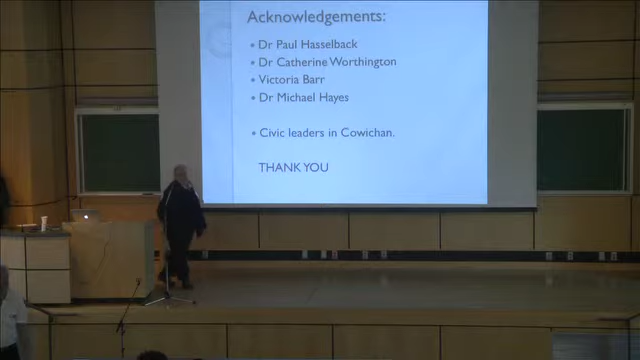 Acknowledgements:
• Dr Paul Hasselback
• Dr Catherine Worthington
• Victoria Barr
• Dr Michael Hayes
• Civic leaders in Cowichan.
THANK YOU